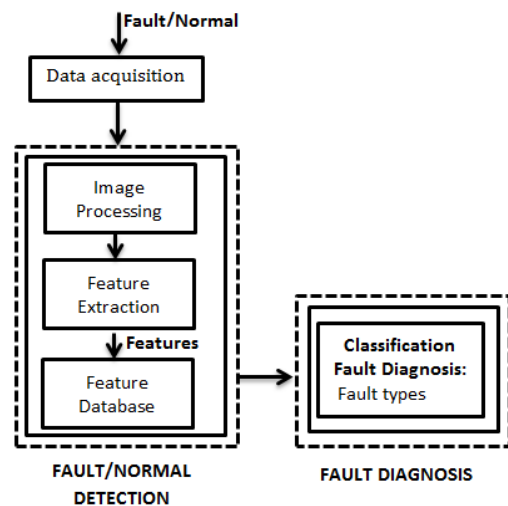 Fault/Normal
Data acquisition
Image
Processing
Feature
Extraction
Features
Feature
Database
FAULT/NORMAL
DETECTION
Classification
Fault Diagnosis:
Fault types
FAULT DIAGNOSIS